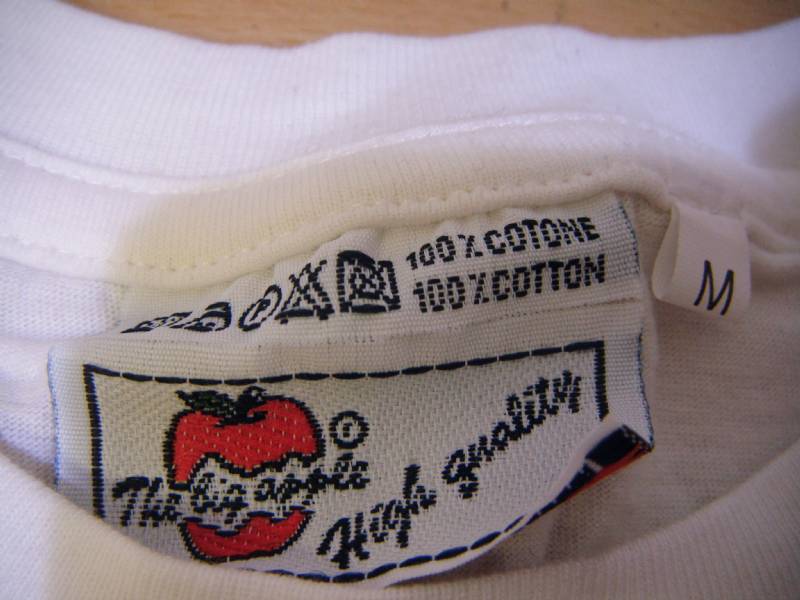 100% COTONE
100% COTTON
M
The big apple
High quality